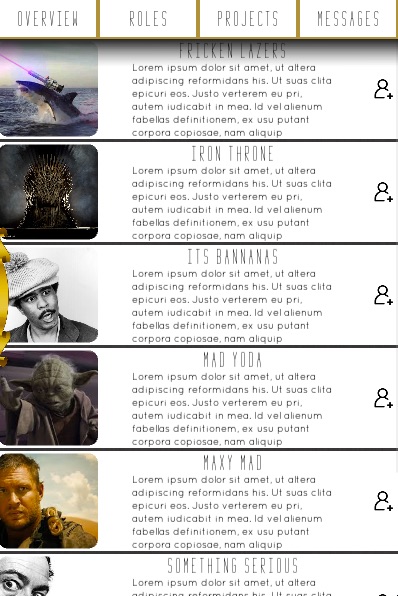 OVERVIEW
ROLES
PROJECTS
MESSAGES
FRICKEN LAZERS
Lorem ipsum dolor sit amet, ut altera
adipiscing reformidans his. Ut suas clita
epicuri eos. Justo verterem eu pri,
autem iudicabit in mea. Id vel alienum
fabellas definitionem, ex usu putant
corpora copiosae, nam aliquip
IRON THRONE
Lorem ipsum dolor sit amet, ut altera
adipiscing reformidans his. Ut suas clita
epicuri eos. Justo verterem eu pri,
autem iudicabit in mea. Id vel alienum
fabellas definitionem, ex usu putant
corpora copiosae, nam aliquip
ITS BANNANAS
Lorem ipsum dolor sit amet, ut altera
adipiscing reformidans his. Ut suas clita
epicuri eos. Justo verterem eu pri,
autem iudicabit in mea. Id vel alienum
fabellas definitionem, ex usu putant
corpora copiosae, nam aliquip
MAD YODA
Lorem ipsum dolor sit amet, ut altera
adipiscing reformidans his. Ut suas clita
epicuri eos. Justo verterem eu pri,
autem iudicabit in mea. Id vel alienum
fabellas definitionem, ex usu putant
corpora copiosae, nam aliquip
MAXY MAD
Lorem ipsum dolor sit amet, ut altera
adipiscing reformidans his. Ut suas clita
epicuri eos. Justo verterem eu pri,
autem iudicabit in mea. Id vel alienum
fabellas definitionem, ex usu putant
corpora copiosae, nam aliquip
SOMETHING SERIOUS
Lorem ipsum dolor sit amet, ut altera